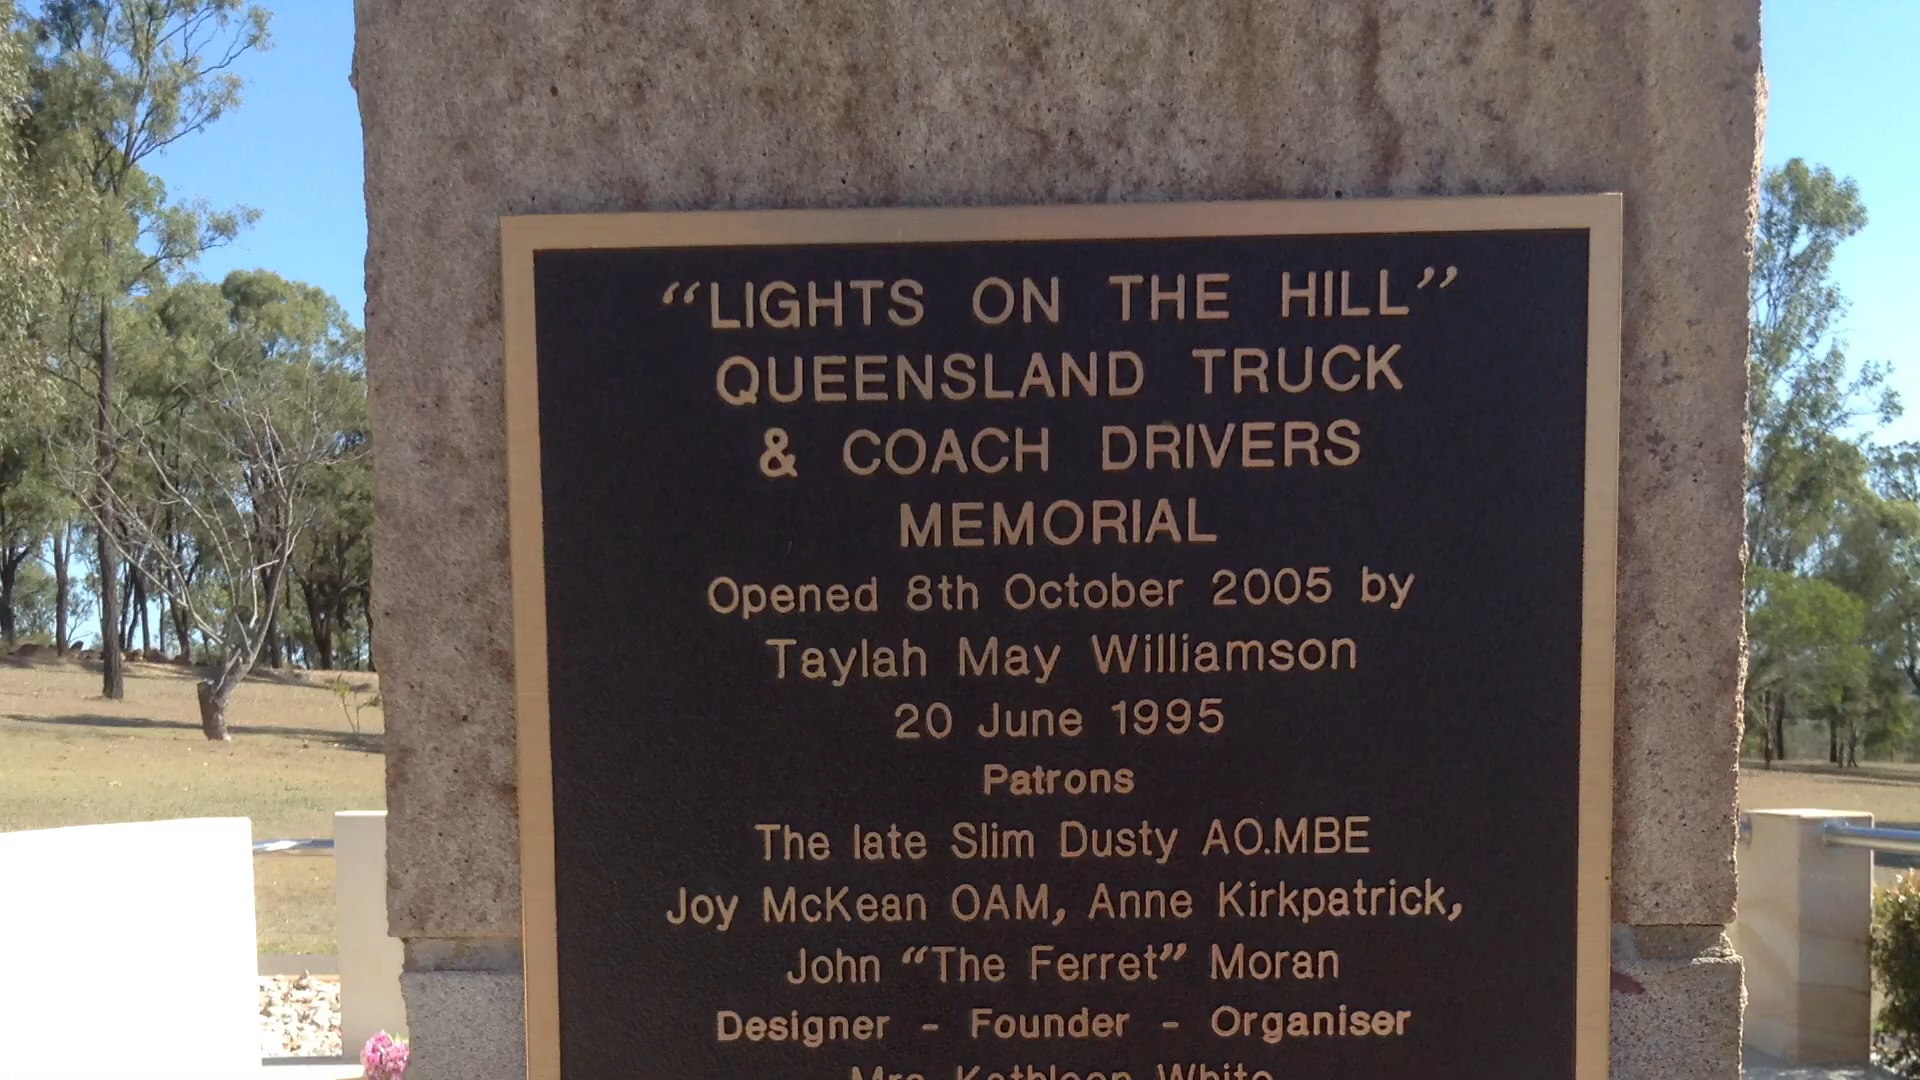 “LIGHTS ON THE HILL”
QUEENSLAND TRUCK
& COACH DRIVERS
MEMORIAL
Opened 8th October 2005 by
Taylah May Williamson
20 June 1995
Patrons
The late Slim Dusty AO.MBE
Joy McKean OAM, Anne Kirkpatrick,
John “The Ferret” Moran
Designer - Founder - Organiser
Mrs Kathleen White